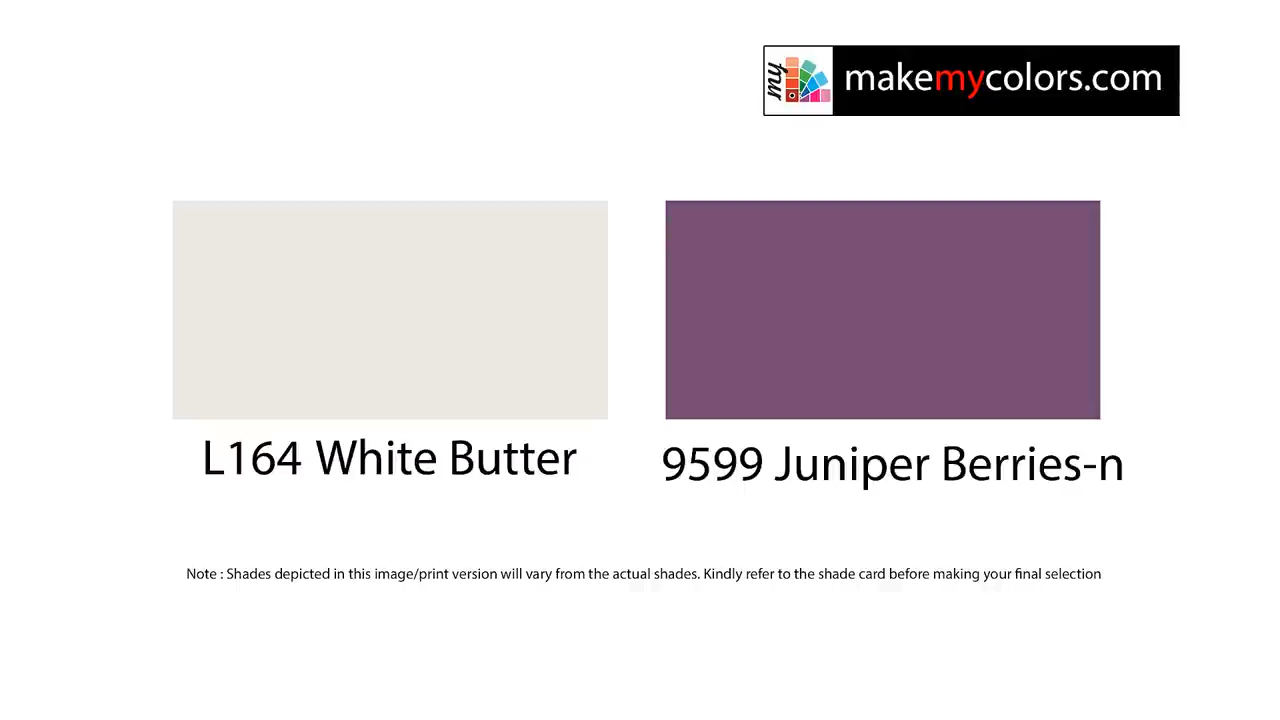 my
makemycolors.com
L164 White Butter
9599 Juniper Berries-n
Note : Shades depicted in this image/print version will vary from the actual shades. Kindly refer to the shade card before making your final selection